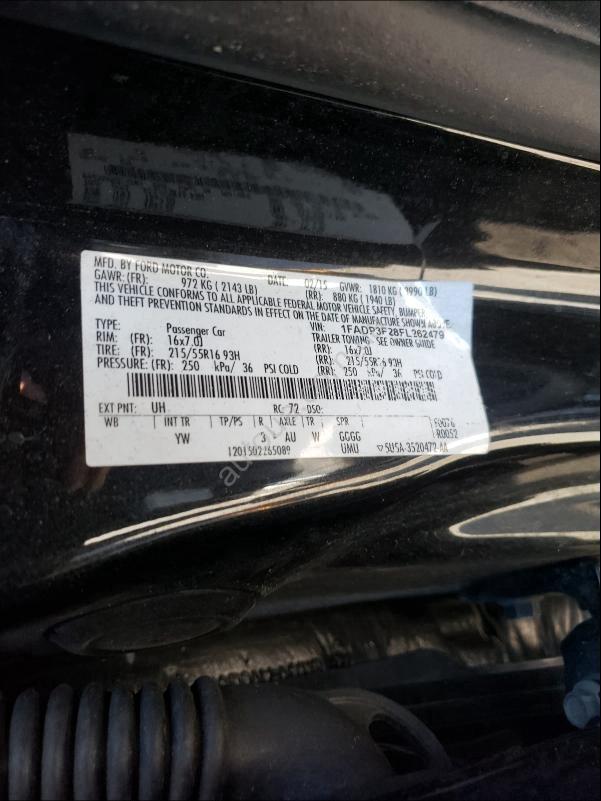 MFD. BY FORD MOTOR CO.
DATE: 02/15 GVWR: 1810 KG (3990 LB)
GAWR:(FR): 972 KG ( 2143 LB) (RR): 880 KG ( 1940 LB)
THIS VEHICLE CONFORMS TO ALL APPLICABLE FEDERAL MOTOR VEHICLE SAFETY, BUMPER,
AND THEFT PREVENTION STANDARDS IN EFFECT ON THE DATE OF MANUFACTURE SHOWN ABOVE.
VIN: 1FADP3F28FL262479
TYPE: Passenger Car TRAILER TOWING- SEE OWNER GUIDE
RIM: (FR): 16x7.0J (RR): 16x7.0J
TIRE: (FR): 215/55R16 93H (RR): 215/55R16 93H
PRESSURE: (FR): 250 kPa/ 36 PSI COLD (RR): 250 kPa/ 36 PSI COLD
EXT PNT: UH RC: 72 DSO:
WB INT TR TP/PS R AXLE TR SPR
YW 3 AU W GGGG
UMU
▽5U5A-3520472-AA